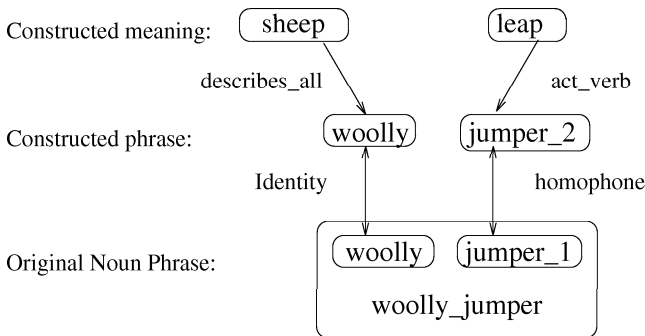 Constructed meaning: sheep leap
describes_all act_verb
Constructed phrase: woolly jumper_2
Identity homophone
Original Noun Phrase: woolly jumper_1
woolly_jumper